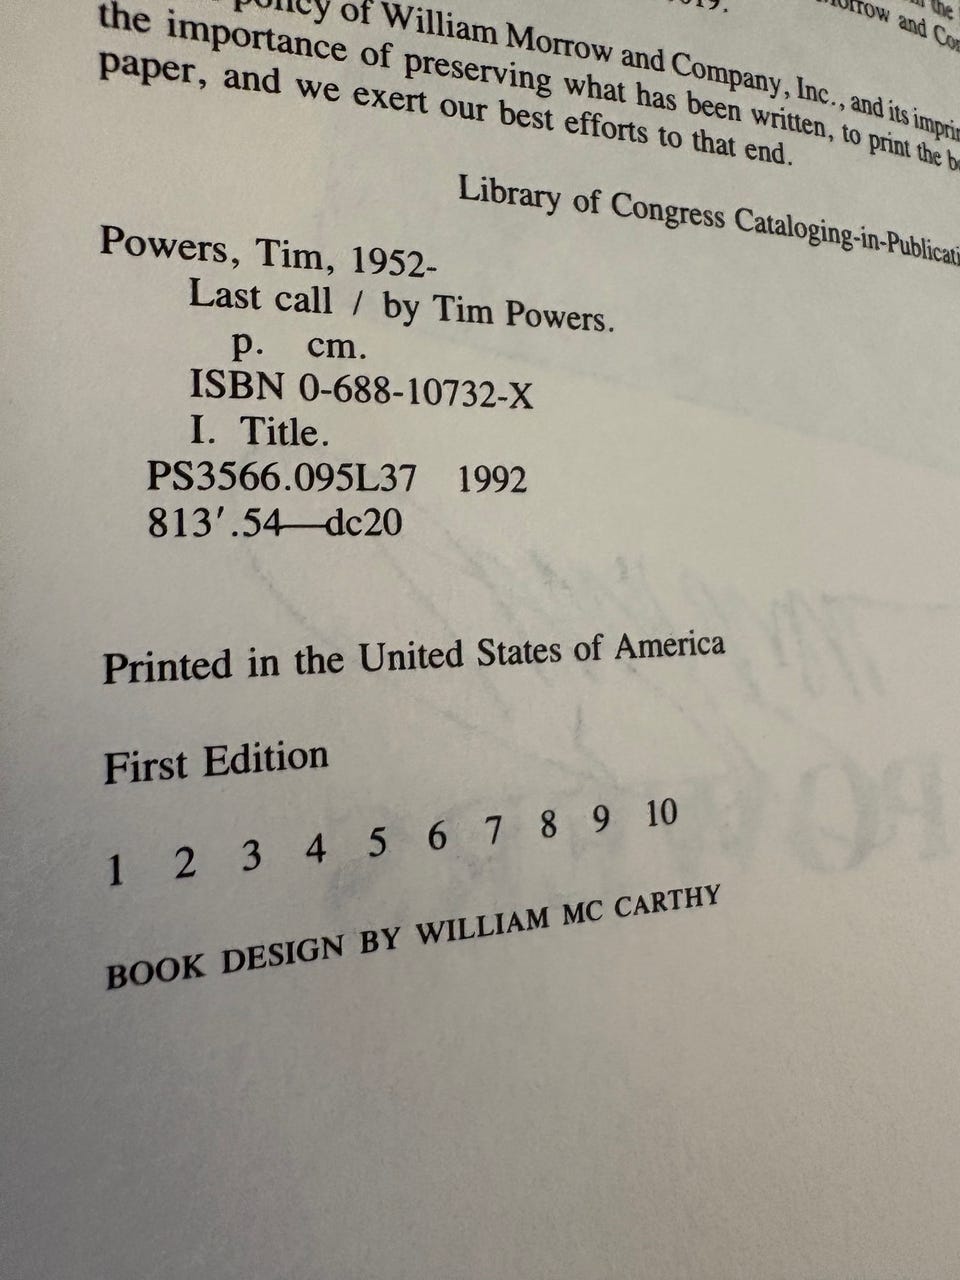 policy of William Morrow and Company, Inc., and its
the importance of preserving what has been written, to print the
paper, and we exert our best efforts to that end.
Library of Congress Cataloging-in-Publicati
Powers, Tim, 1952-
Last call / by Tim Powers.
p. cm.
ISBN 0-688-10732-X
I. Title.
PS3566.095L37 1992
813'.54—dc20
Printed in the United States of America
First Edition
1 2 3 4 5 6 7 8 9 10
BOOK DESIGN BY WILLIAM MC CARTHY